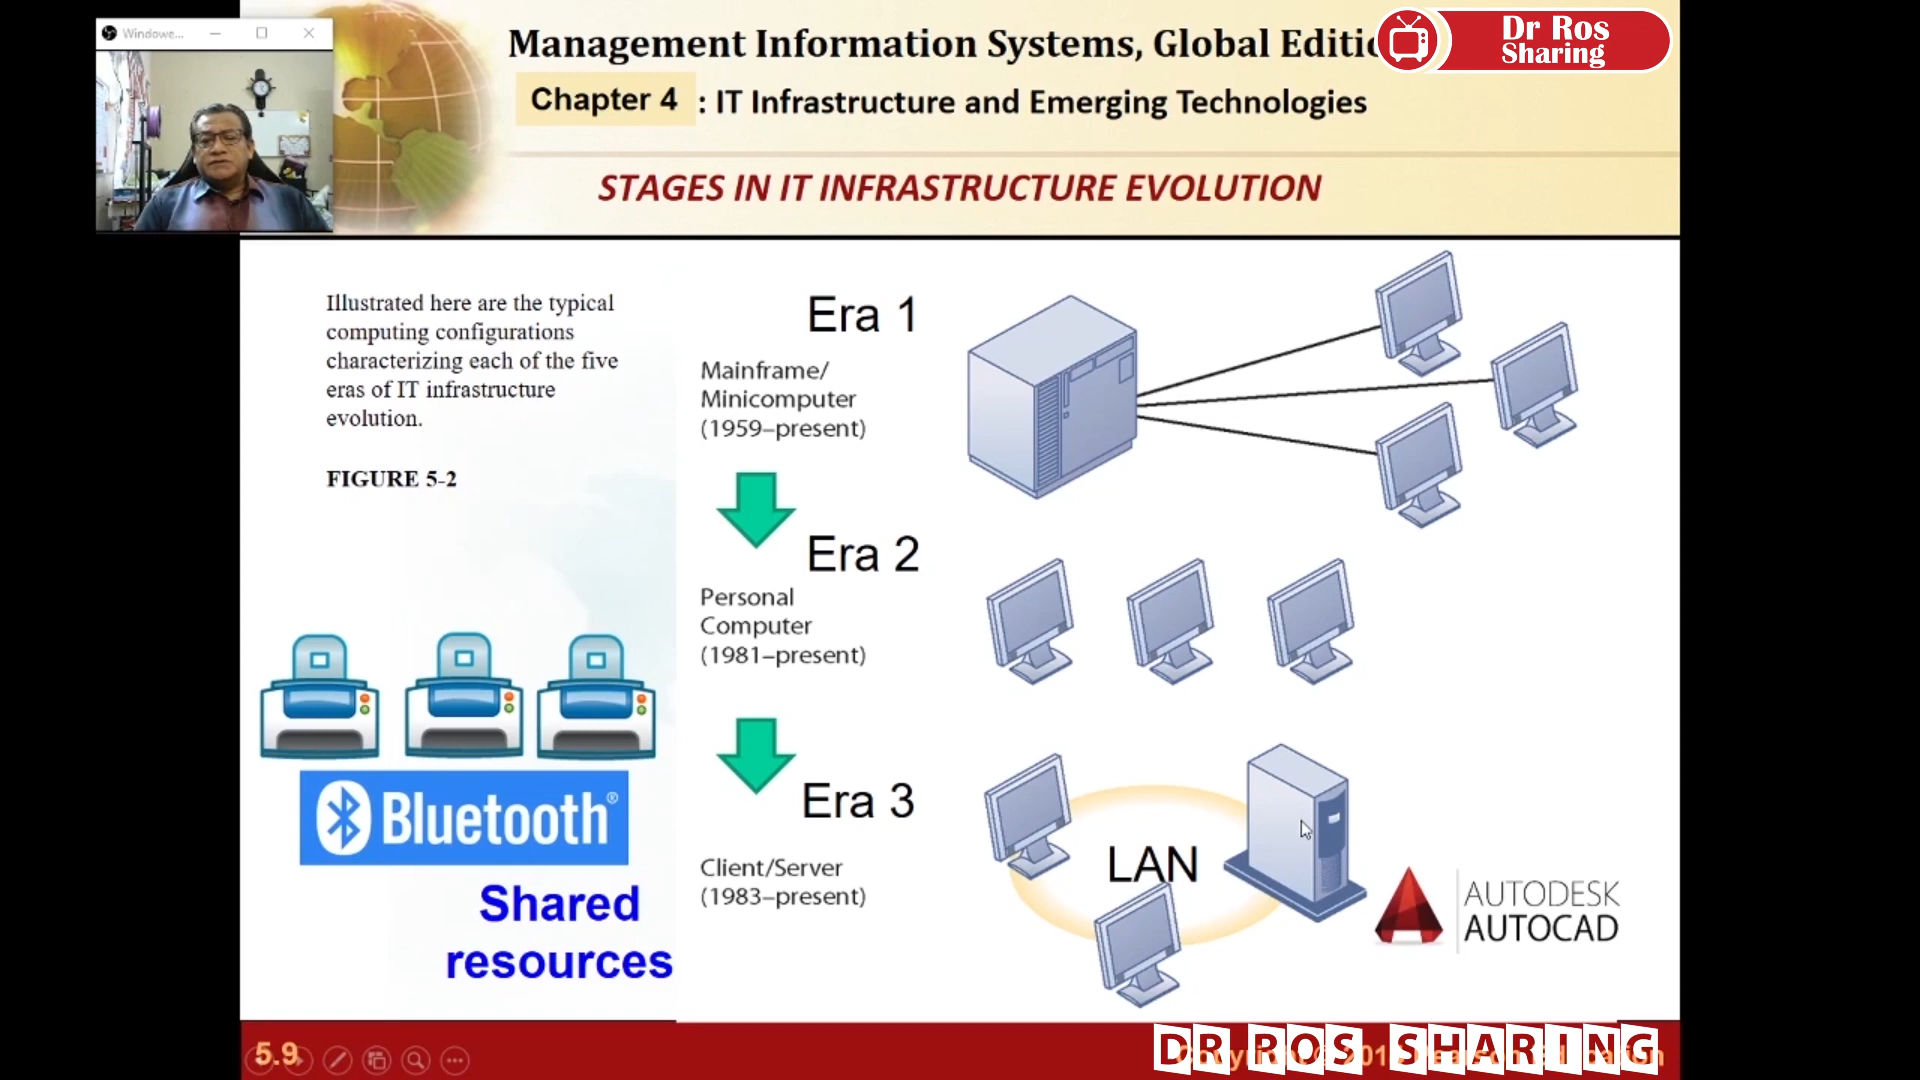 Windowe...
Management Information Systems, Global Editi
Dr Ros
Sharing
Chapter 4 : IT Infrastructure and Emerging Technologies
STAGES IN IT INFRASTRUCTURE EVOLUTION
Illustrated here are the typical
computing configurations
characterizing each of the five
eras of IT infrastructure
evolution.
FIGURE 5-2
Era 1
Mainframe/
Minicomputer
(1959–present)
Era 2
Personal
Computer
(1981–present)
Era 3
Client/Server
(1983–present)
LAN
AUTODESK
AUTOCAD
Bluetooth®
Shared
resources
5.9
DR ROS SHARING